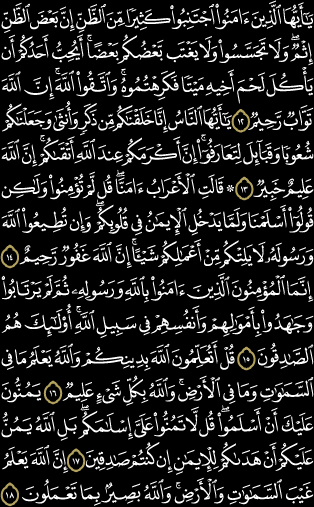 يَٰٓأَيُّهَا ٱلَّذِينَ ءَامَنُوا۟ ٱجْتَنِبُوا۟ كَثِيرًا مِّنَ ٱلظَّنِّ إِنَّ بَعْضَ ٱلظَّنِّ
إِثْمٌ ۖ وَلَا تَجَسَّسُوا۟ وَلَا يَغْتَب بَّعْضُكُم بَعْضًا ۚ أَيُحِبُّ أَحَدُكُمْ أَن
يَأْكُلَ لَحْمَ أَخِيهِ مَيْتًا فَكَرِهْتُمُوهُ ۚ وَٱتَّقُوا۟ ٱللَّهَ ۚ إِنَّ ٱللَّهَ
تَوَّابٌ رَّحِيمٌ ١٢ يَٰٓأَيُّهَا ٱلنَّاسُ إِنَّا خَلَقْنَٰكُم مِّن ذَكَرٍ وَأُنثَىٰ وَجَعَلْنَٰكُمْ
شُعُوبًا وَقَبَآئِلَ لِتَعَارَفُوٓا۟ ۚ إِنَّ أَكْرَمَكُمْ عِندَ ٱللَّهِ أَتْقَىٰكُمْ ۚ إِنَّ ٱللَّهَ
عَلِيمٌ خَبِيرٌ ١٣ ۞ قَالَتِ ٱلْأَعْرَابُ ءَامَنَّا ۖ قُل لَّمْ تُؤْمِنُوا۟ وَلَٰكِن
قُولُوٓا۟ أَسْلَمْنَا وَلَمَّا يَدْخُلِ ٱلْإِيمَٰنُ فِى قُلُوبِكُمْ ۖ وَإِن تُطِيعُوا۟ ٱللَّهَ
وَرَسُولَهُۥ لَا يَلِتْكُم مِّنْ أَعْمَٰلِكُمْ شَيْـًٔا ۚ إِنَّ ٱللَّهَ غَفُورٌ رَّحِيمٌ ١٤
إِنَّمَا ٱلْمُؤْمِنُونَ ٱلَّذِينَ ءَامَنُوا۟ بِٱللَّهِ وَرَسُولِهِۦ ثُمَّ لَمْ يَرْتَابُوا۟
وَجَٰهَدُوا۟ بِأَمْوَٰلِهِمْ وَأَنفُسِهِمْ فِى سَبِيلِ ٱللَّهِ ۚ أُو۟لَٰٓئِكَ هُمُ
ٱلصَّٰدِقُونَ ١٥ قُلْ أَتُعَلِّمُونَ ٱللَّهَ بِدِينِكُمْ وَٱللَّهُ يَعْلَمُ مَا فِى
ٱلسَّمَٰوَٰتِ وَمَا فِى ٱلْأَرْضِ ۚ وَٱللَّهُ بِكُلِّ شَىْءٍ عَلِيمٌ ١٦ يَمُنُّونَ
عَلَيْكَ أَنْ أَسْلَمُوا۟ ۖ قُل لَّا تَمُنُّوا۟ عَلَىَّ إِسْلَٰمَكُم ۖ بَلِ ٱللَّهُ يَمُنُّ
عَلَيْكُمْ أَنْ هَدَىٰكُمْ لِلْإِيمَٰنِ إِن كُنتُمْ صَٰدِقِينَ ١٧ إِنَّ ٱللَّهَ يَعْلَمُ
غَيْبَ ٱلسَّمَٰوَٰتِ وَٱلْأَرْضِ ۚ وَٱللَّهُ بَصِيرٌۢ بِمَا تَعْمَلُونَ ١٨